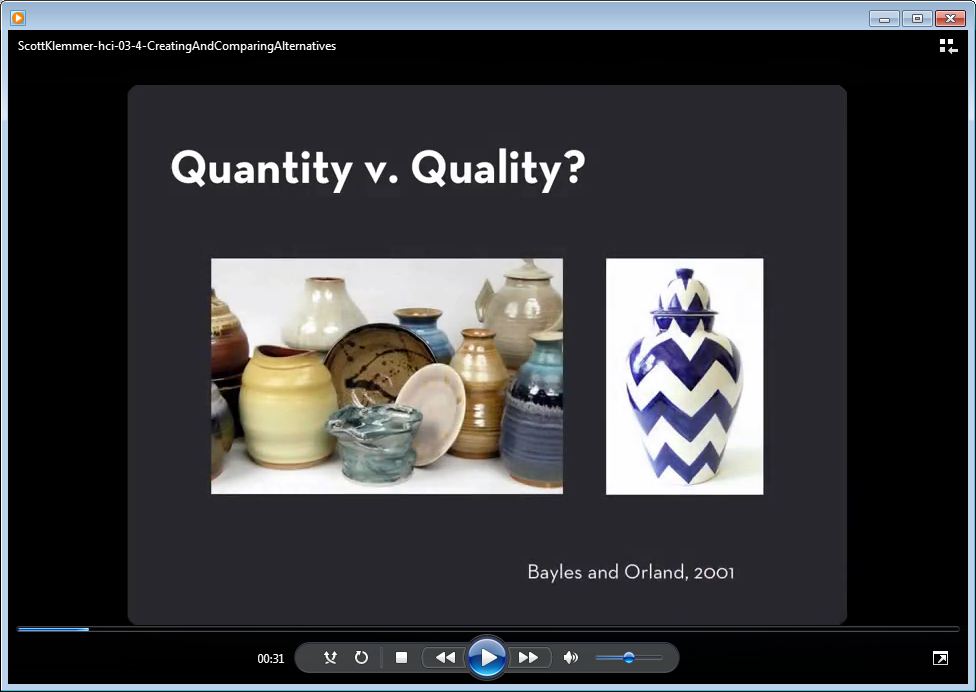 ScottKlemmer-hci-03-4-CreatingAndComparingAlternatives
Quantity v. Quality?
Bayles and Orland, 2001
00:31